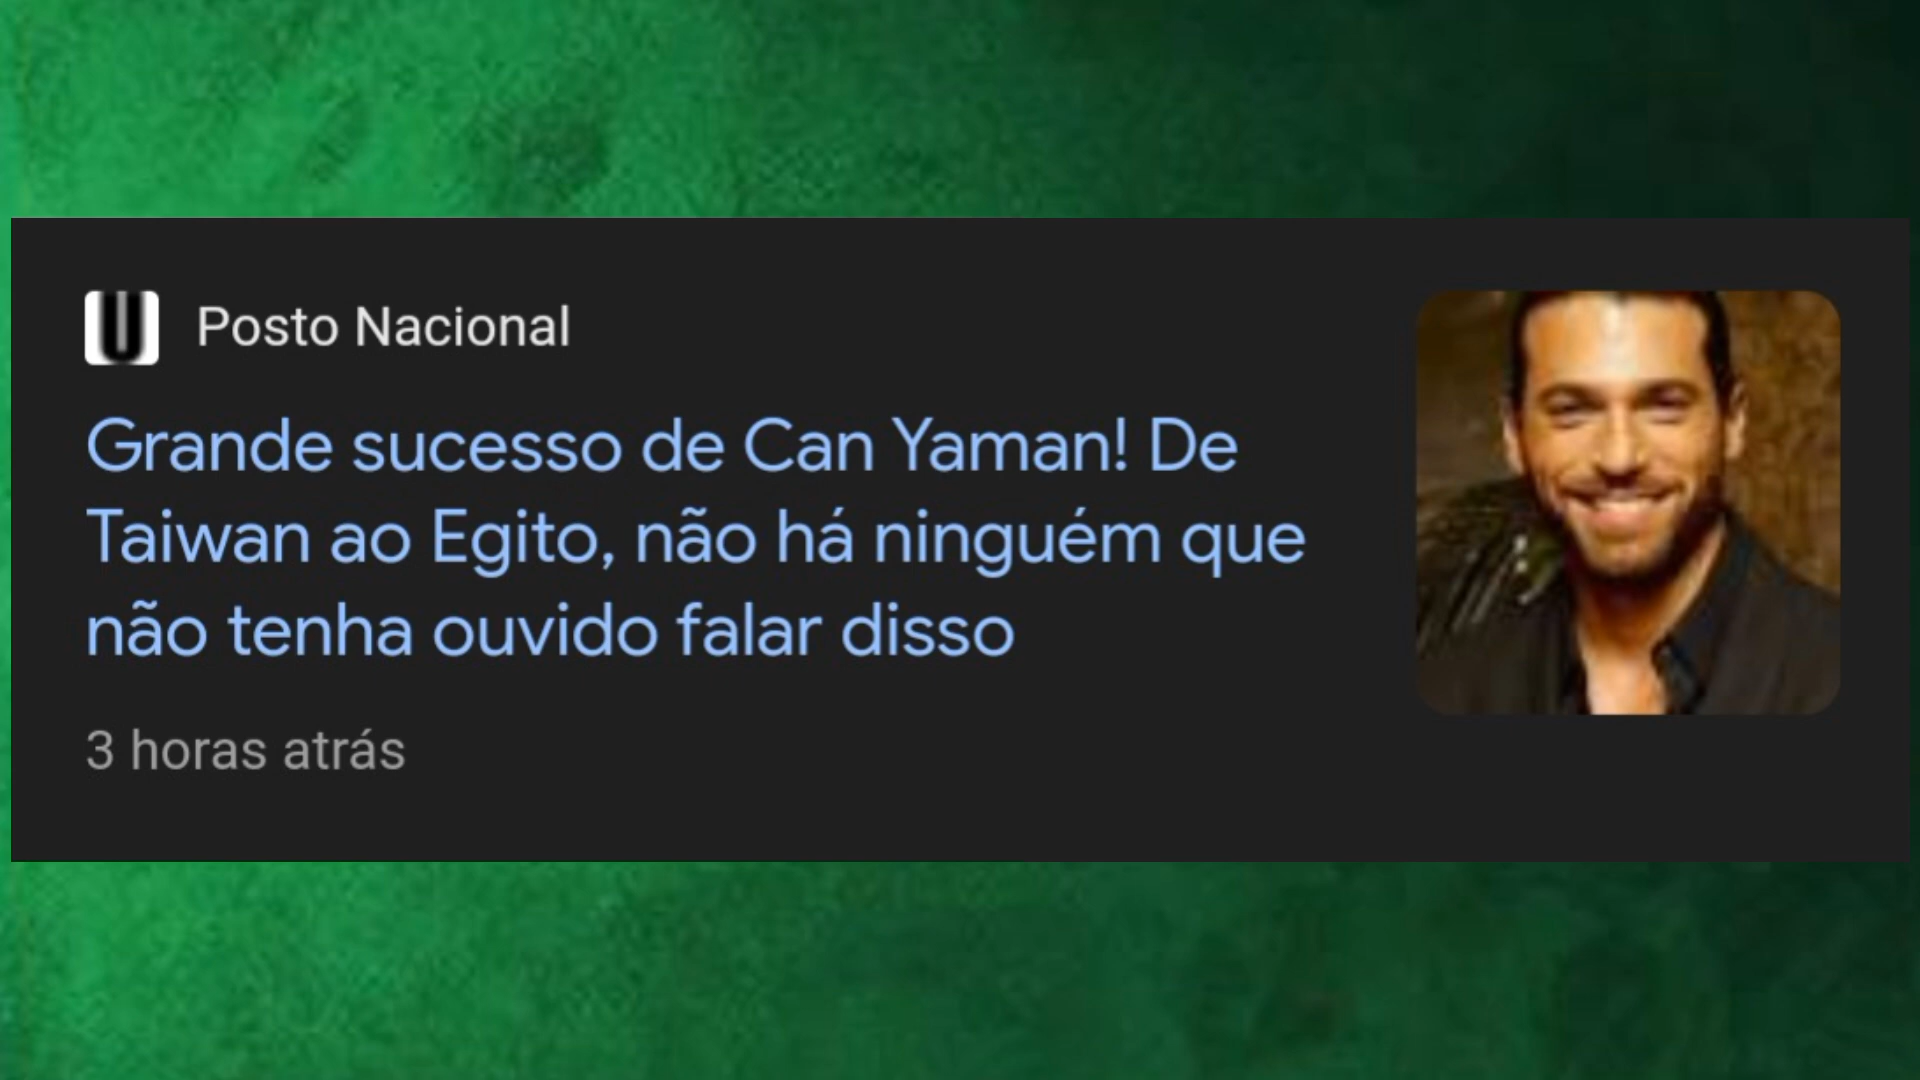 Posto Nacional
Grande sucesso de Can Yaman! De
Taiwan ao Egito, não há ninguém que
não tenha ouvido falar disso
3 horas atrás